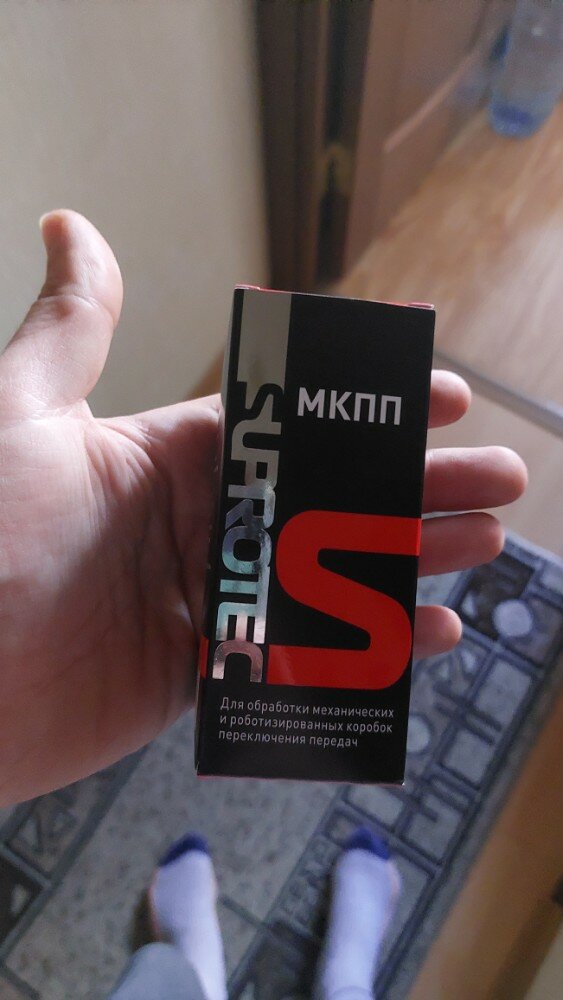 SUPROTEC
МКПП
S
Для обработки механических
и роботизированных коробок
переключения передач